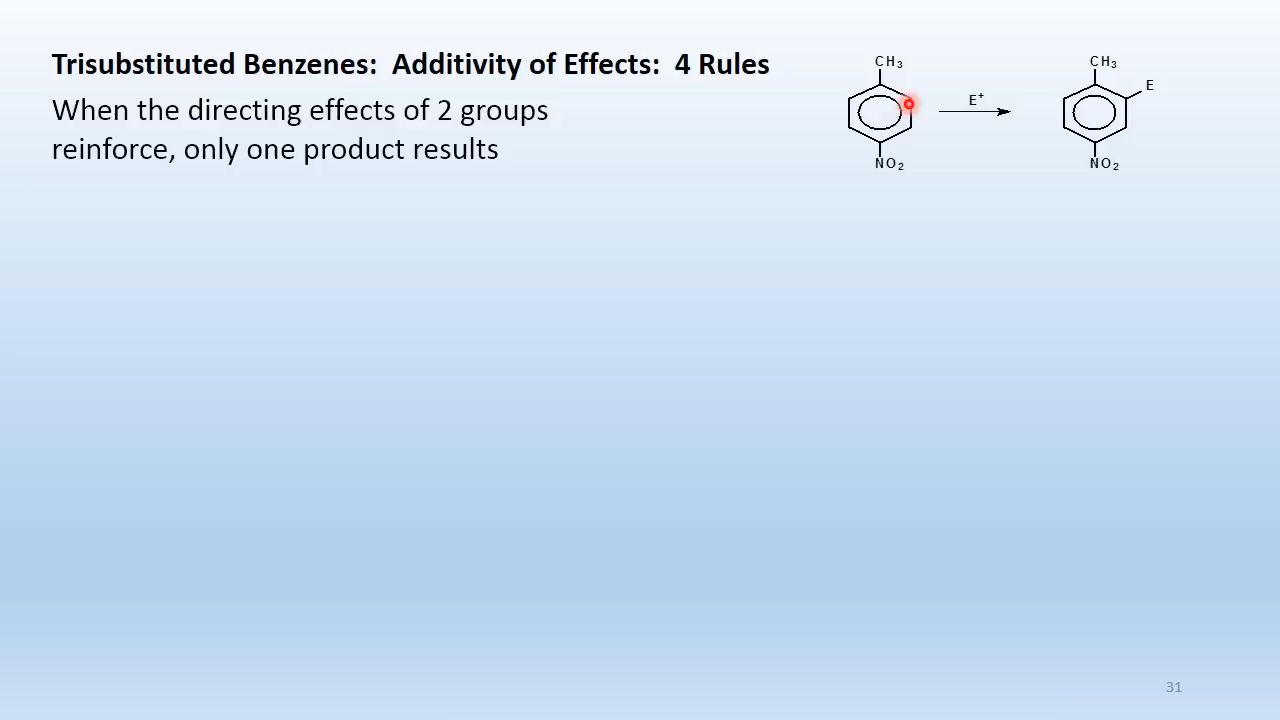 Trisubstituted Benzenes:  Additivity of Effects:  4 Rules
When the directing effects of 2 groups
reinforce, only one product results
CH₃
NO₂
E⁺
CH₃
E
NO₂
31